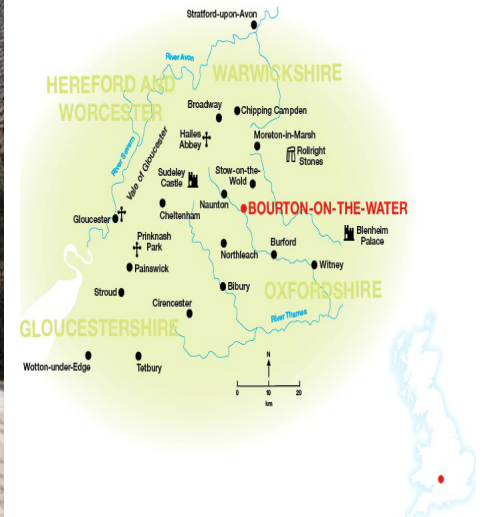 Stratford-upon-Avon
River Avon
HEREFORD AND
WORCESTER
WARWICKSHIRE
Broadway
Chipping Campden
Hailes
Abbey
Moreton-in-Marsh
Rollright
Stones
River Severn
Vale of Gloucester
Sudeley
Castle
Stow-on-the-
Wold
Naunton
BOURTON-ON-THE-WATER
Gloucester
Cheltenham
Blenheim
Palace
Prinknash
Park
Northleach
Burford
Witney
Painswick
Stroud
Bibury
OXFORDSHIRE
Cirencester
River Thames
GLOUCESTERSHIRE
Wotton-under-Edge
Tetbury
N
0 10 20
km